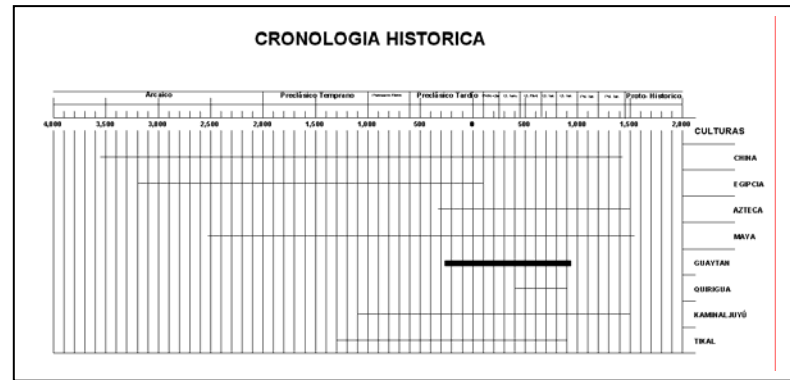 CRONOLOGIA HISTORICA
Arcaico Preclásico Temprano Preclásico Tardío Proto- Historico
4,000 3,500 3,000 2,500 2,000 1,500 1,000 500 0 500 1,000 1,500 2,000
CULTURAS
CHINA
EGIPCIA
AZTECA
MAYA
GUAYTAN
QUIRIGUA
KAMINALJUYÚ
TIKAL